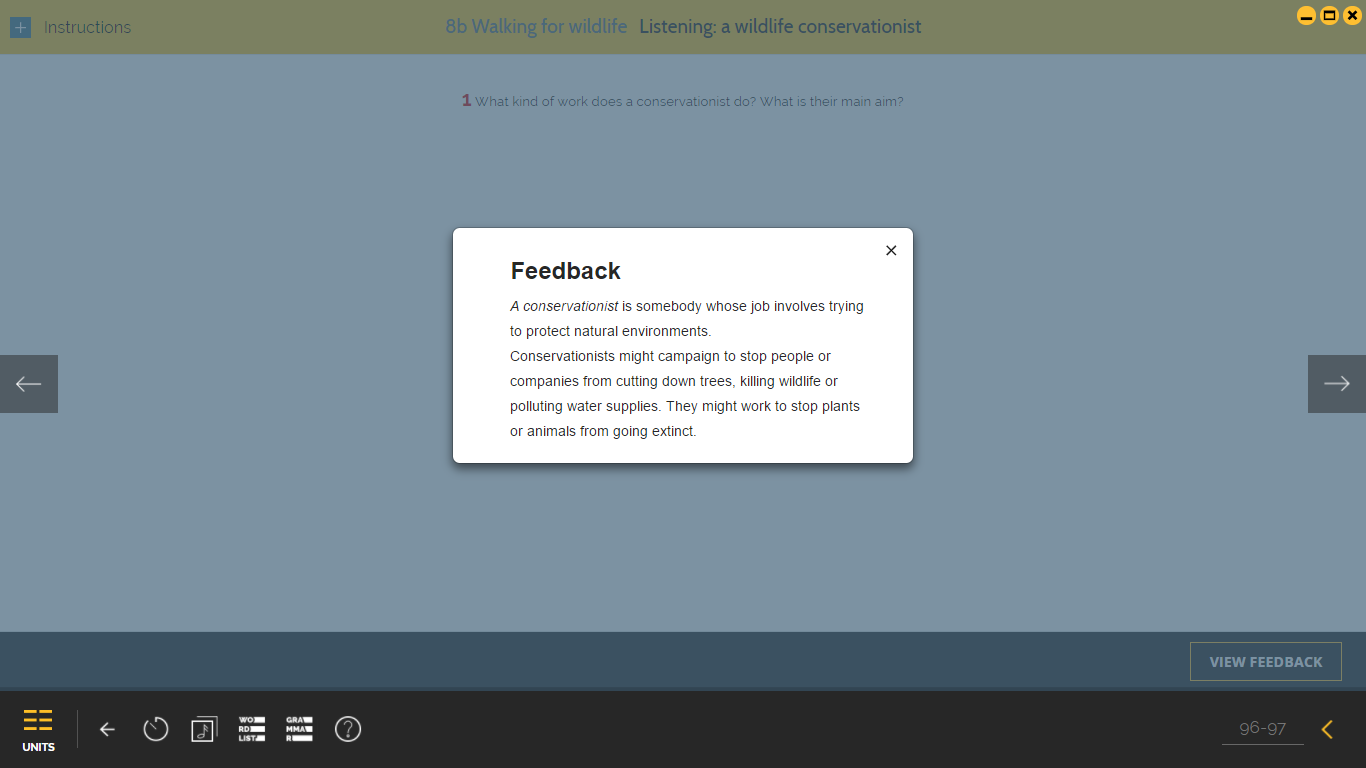 Instructions
8b Walking for wildlife Listening: a wildlife conservationist
1 What kind of work does a conservationist do? What is their main aim?
Feedback
A conservationist is somebody whose job involves trying
to protect natural environments.
Conservationists might campaign to stop people or
companies from cutting down trees, killing wildlife or
polluting water supplies. They might work to stop plants
or animals from going extinct.
VIEW FEEDBACK
UNITS
WO
RD
LIST
GRA
MMA
R
?
96-97